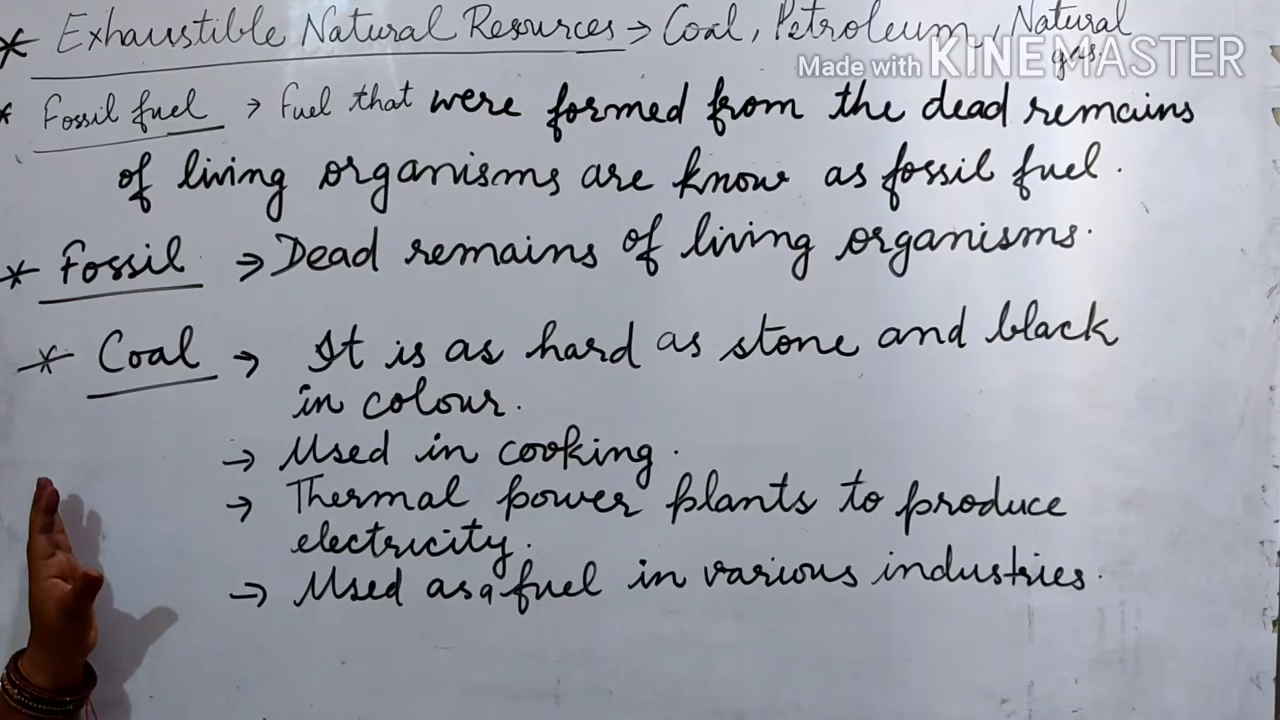 * Exhaustible Natural Resources → Coal, Petroleum, Natural gas
Made with KINEMASTER
* Fossil fuel → Fuel that were formed from the dead remains
of living organisms are know as fossil fuel.
* Fossil → Dead remains of living organisms.
* Coal → It is as hard as stone and black
in colour.
→ Used in cooking.
→ Thermal power plants to produce
electricity.
→ Used as a fuel in various industries.